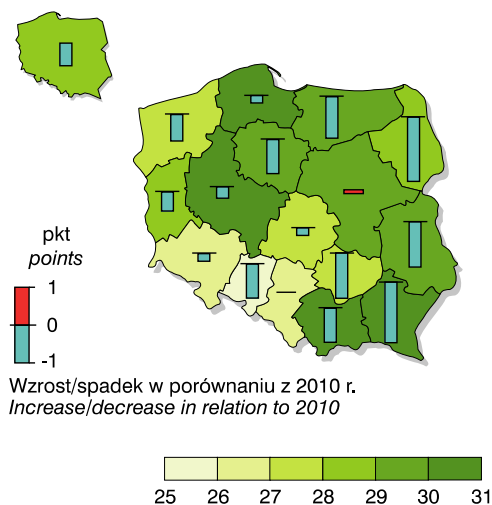 pkt
points
1
0
-1
Wzrost/spadek w porównaniu z 2010 r.
Increase/decrease in relation to 2010
25 26 27 28 29 30 31